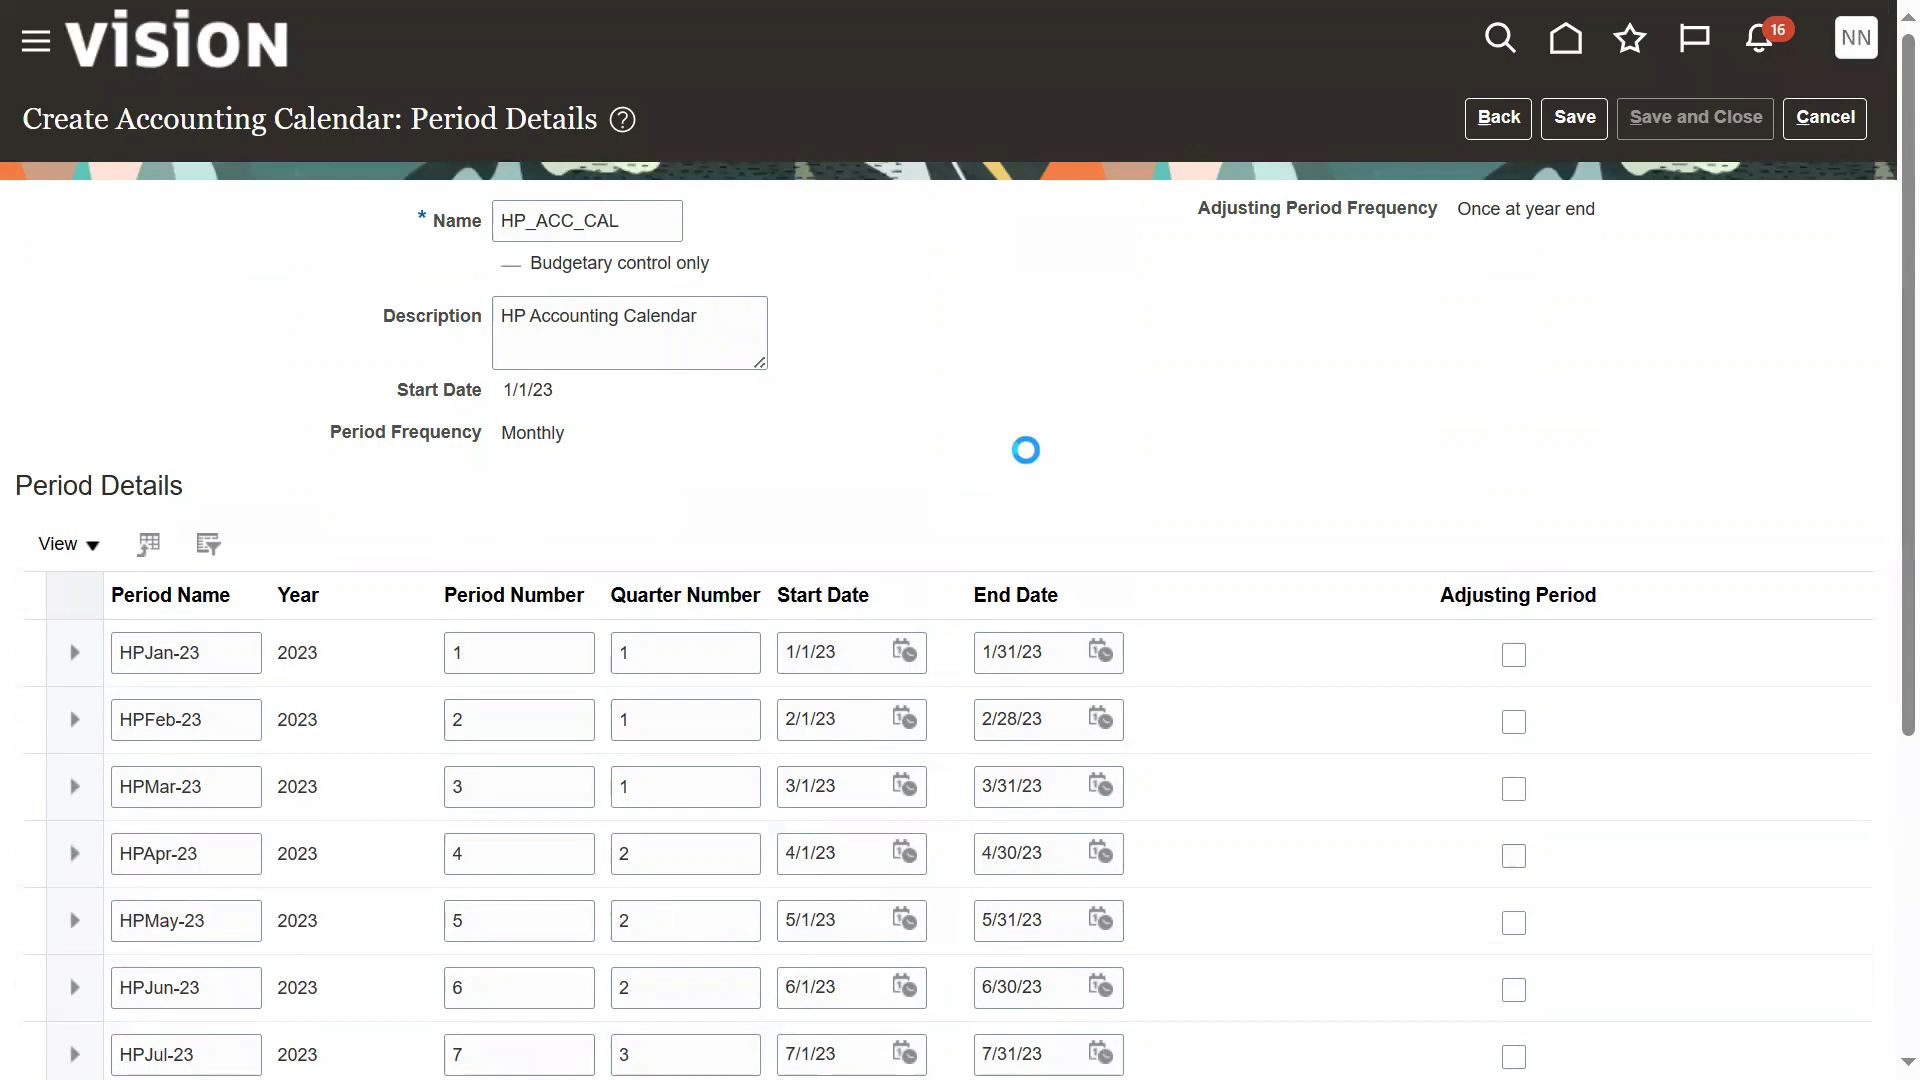 vision
16
NN
Create Accounting Calendar: Period Details ?
Back Save Save and Close Cancel
* Name HP_ACC_CAL
Adjusting Period Frequency Once at year end
Budgetary control only
Description HP Accounting Calendar
Start Date 1/1/23
Period Frequency Monthly
Period Details
View
Period Name Year Period Number Quarter Number Start Date End Date Adjusting Period
HPJan-23 2023 1 1 1/1/23 1/31/23
HPFeb-23 2023 2 1 2/1/23 2/28/23
HPMar-23 2023 3 1 3/1/23 3/31/23
HPApr-23 2023 4 2 4/1/23 4/30/23
HPMay-23 2023 5 2 5/1/23 5/31/23
HPJun-23 2023 6 2 6/1/23 6/30/23
HPJul-23 2023 7 3 7/1/23 7/31/23